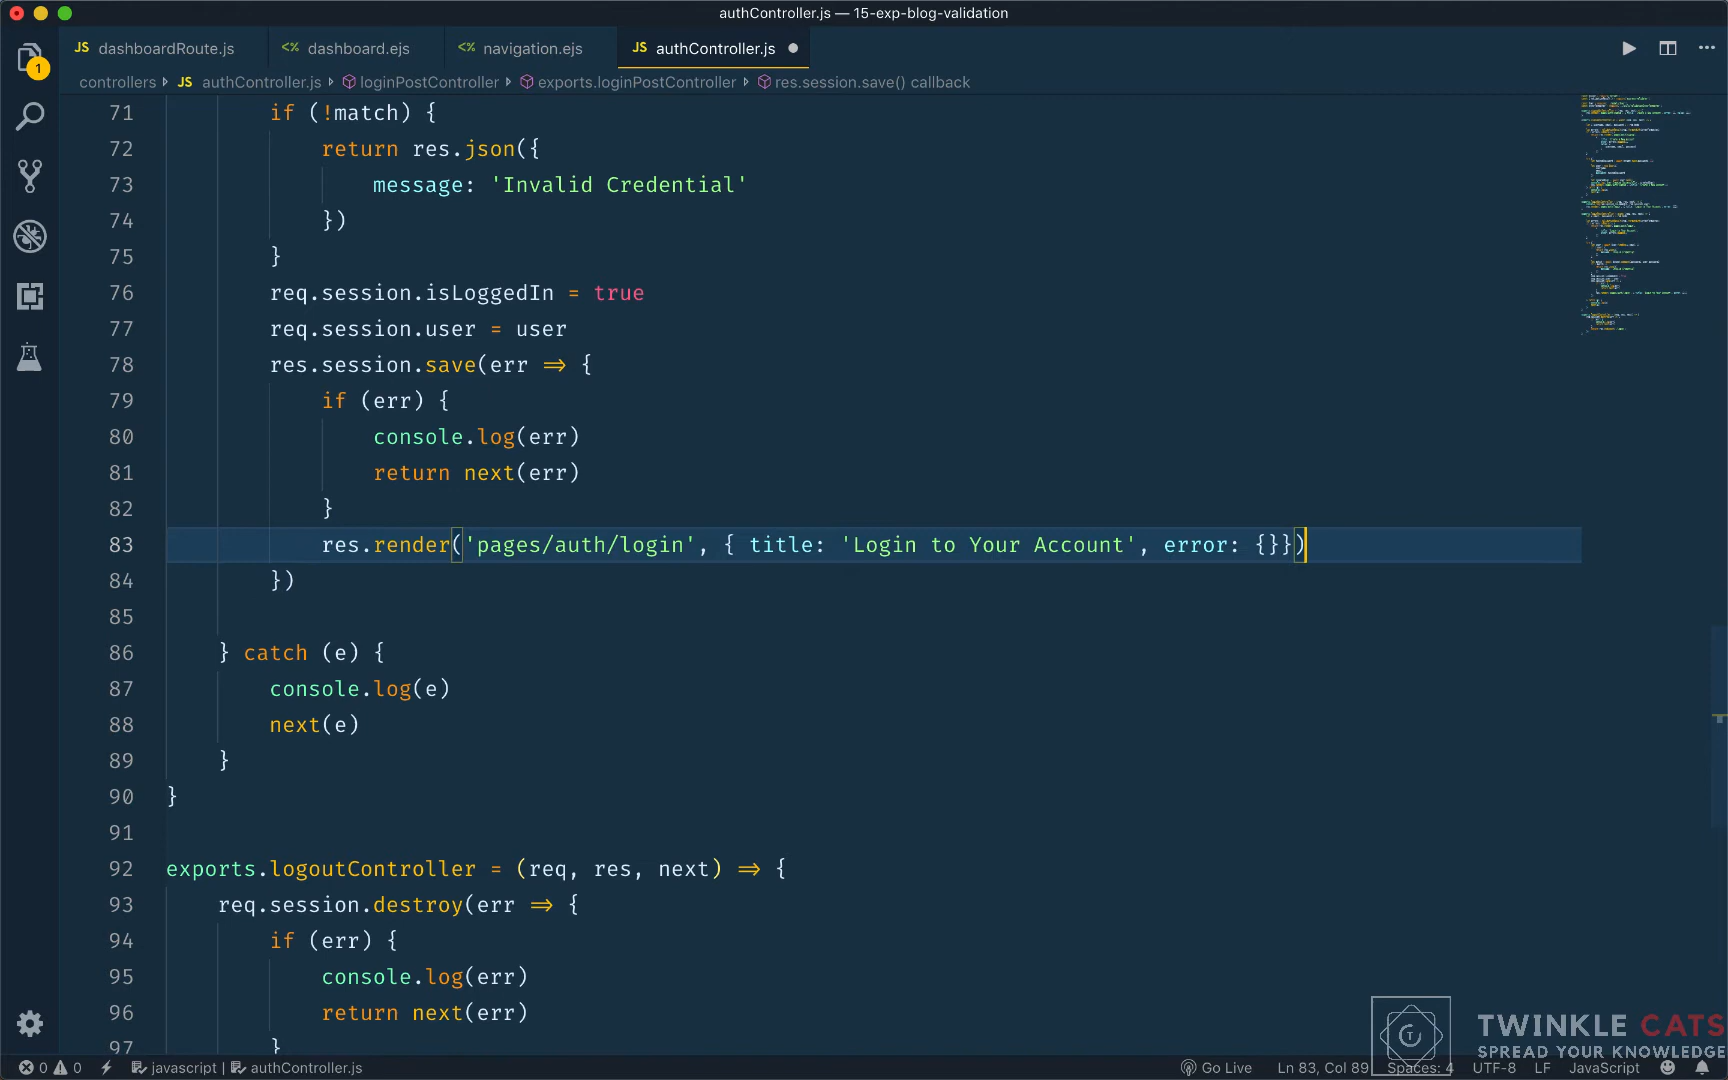 authController.js — 15-exp-blog-validation
JS dashboardRoute.js <% dashboard.ejs <% navigation.ejs JS authController.js
1
controllers JS authController.js loginPostController exports.loginPostController res.session.save() callback
71 if (!match) {
72 return res.json({
73 message: 'Invalid Credential'
74 })
75 }
76 req.session.isLoggedIn = true
77 req.session.user = user
78 res.session.save(err => {
79 if (err) {
80 console.log(err)
81 return next(err)
82 }
83 res.render('pages/auth/login', { title: 'Login to Your Account', error: {}})
84 })
85
86 } catch (e) {
87 console.log(e)
88 next(e)
89 }
90 }
91
92 exports.logoutController = (req, res, next) => {
93 req.session.destroy(err => {
94 if (err) {
95 console.log(err)
96 return next(err)
97 }
TWINKLE CATS
SPREAD YOUR KNOWLEDGE
0 0 javascript | authController.js Go Live Ln 83, Col 89 Spaces: 4 UTF-8 LF JavaScript